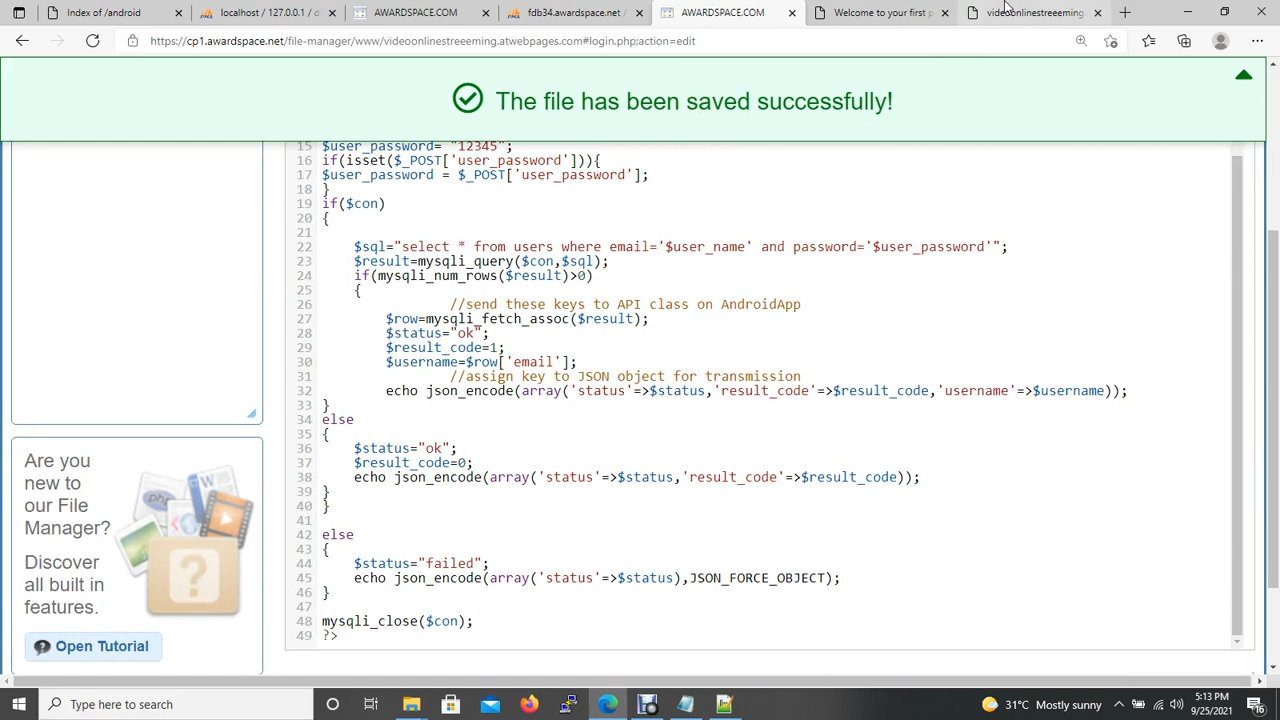 Index of /android
localhost / 127.0.0.1 / d
AWARDSPACE.COM
fdb34.awardspace.net /
AWARDSPACE.COM
Welcome to your first p
videoonlinestreeeming.
https://cp1.awardspace.net/file-manager/www/videoonlinestreeeming.atwebpages.com#login.php;action=edit
The file has been saved successfully!
15 $user_password= "12345";
16 if(isset($_POST['user_password'])){
17 $user_password = $_POST['user_password'];
18 }
19 if($con)
20 {
21
22 $sql="select * from users where email='$user_name' and password='$user_password'";
23 $result=mysqli_query($con,$sql);
24 if(mysqli_num_rows($result)>0)
25 {
26 //send these keys to API class on AndroidApp
27 $row=mysqli_fetch_assoc($result);
28 $status="ok";
29 $result_code=1;
30 $username=$row['email'];
31 //assign key to JSON object for transmission
32 echo json_encode(array('status'=>$status,'result_code'=>$result_code,'username'=>$username));
33 }
34 else
35 {
36 $status="ok";
37 $result_code=0;
38 echo json_encode(array('status'=>$status,'result_code'=>$result_code));
39 }
40 }
41
42 else
43 {
44 $status="failed";
45 echo json_encode(array('status'=>$status),JSON_FORCE_OBJECT);
46 }
47
48 mysqli_close($con);
49 ?>
Are you
new to
our File
Manager?
Discover
all built in
features.
Open Tutorial
Type here to search
31°C Mostly sunny
5:13 PM
9/25/2021
16